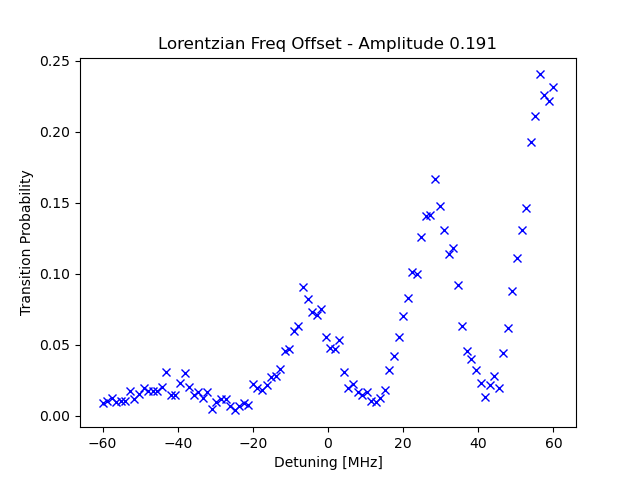 Lorentzian Freq Offset - Amplitude 0.191
0.25
0.20
0.15
0.10
0.05
0.00
Transition Probability
−60 −40 −20 0 20 40 60
Detuning [MHz]